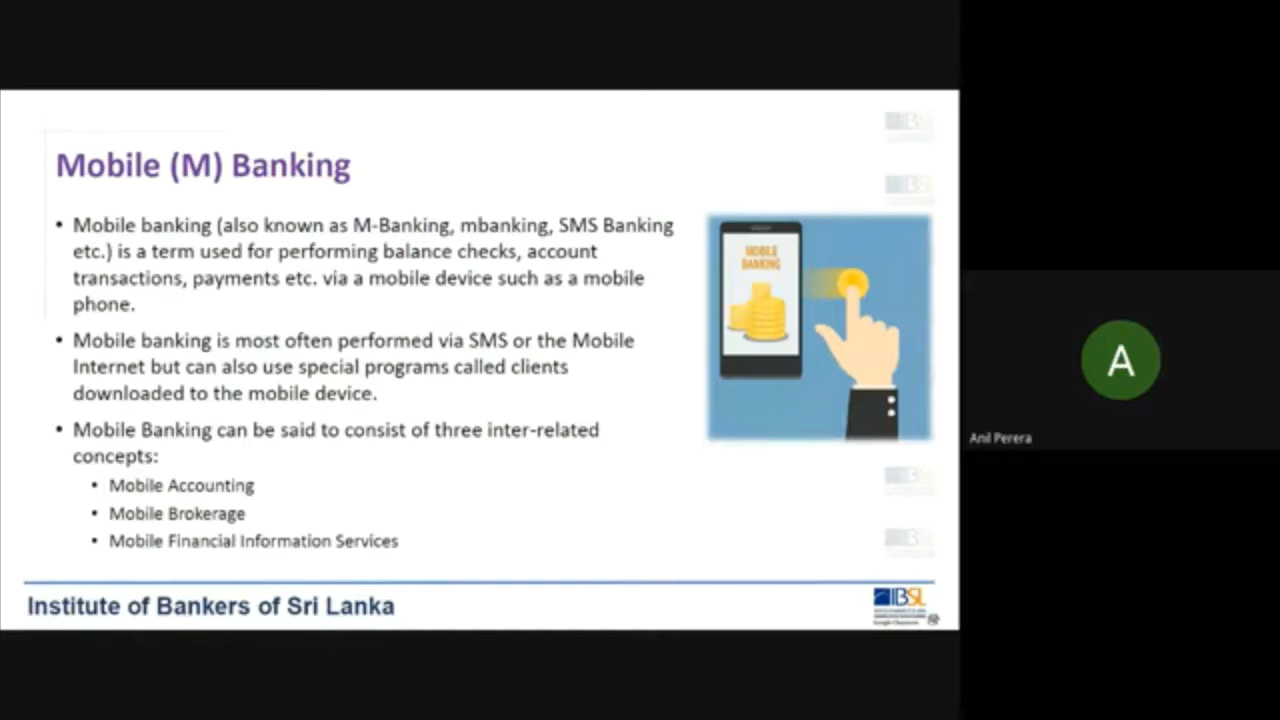 Mobile (M) Banking
• Mobile banking (also known as M-Banking, mbanking, SMS Banking
etc.) is a term used for performing balance checks, account
transactions, payments etc. via a mobile device such as a mobile
phone.
• Mobile banking is most often performed via SMS or the Mobile
Internet but can also use special programs called clients
downloaded to the mobile device.
• Mobile Banking can be said to consist of three inter-related
concepts:
• Mobile Accounting
• Mobile Brokerage
• Mobile Financial Information Services
MOBILE
BANKING
Institute of Bankers of Sri Lanka
IBSL
Google Classroom
A
Anil Perera